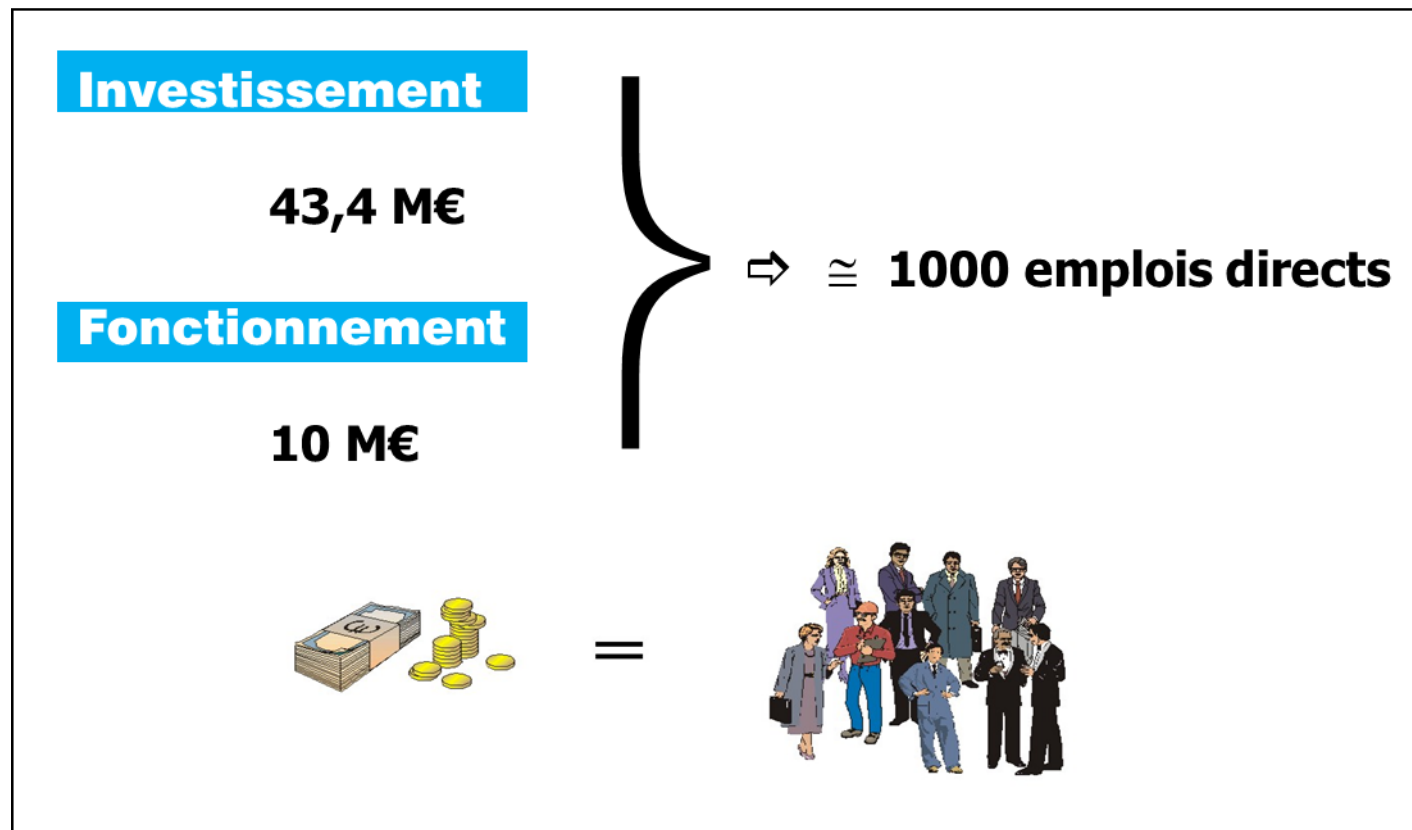 Investissement
43,4 M€
Fonctionnement
10 M€
⇨ ≅ 1000 emplois directs
=